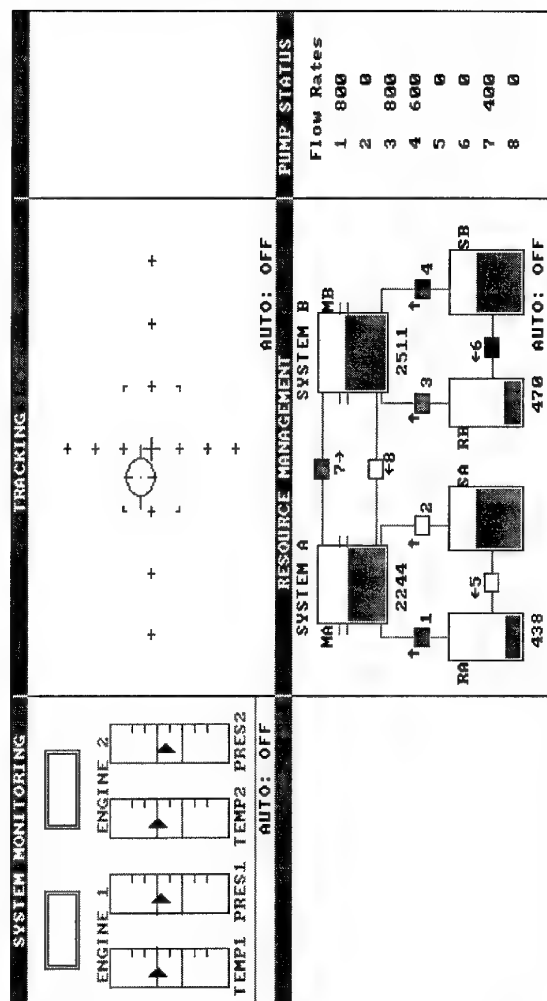 SYSTEM MONITORING
ENGINE 1
ENGINE 2
TEMP1 PRES1 TEMP2 PRES2
AUTO: OFF
TRACKING
AUTO: OFF
RESOURCE MANAGEMENT
SYSTEM A
SYSTEM B
MA
MB
7→
←8
2244
2511
↑
1
↑
2
↑
3
↑
4
RA
SA
RB
SB
←5
←6
438
470
AUTO: OFF
PUMP STATUS
Flow Rates
1 800
2 0
3 800
4 600
5 0
6 0
7 400
8 0